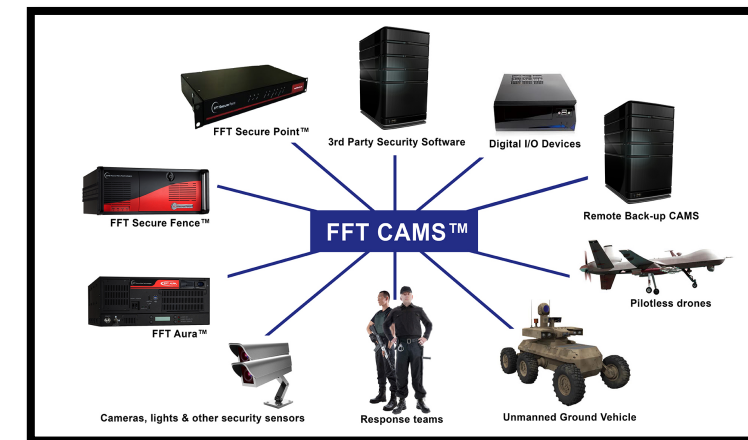 FFT Secure Point™
3rd Party Security Software
Digital I/O Devices
Remote Back-up CAMS
FFT Secure Fence™
FFT CAMS™
Pilotless drones
FFT Aura™
Cameras, lights & other security sensors
Response teams
Unmanned Ground Vehicle